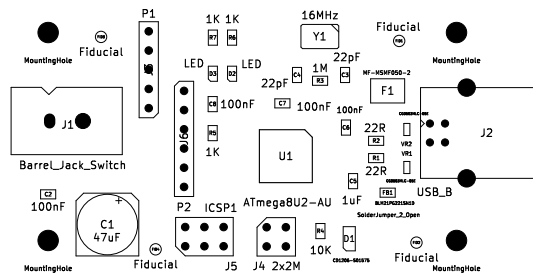 P1
1K 1K
16MHz
Fiducial
R7 R6
Y1
Fiducial
MountingHole
MountingHole
LED
LED
22pF
1M
MF-MSMF050-2
D3 D2
22pF
C4
R3
C3
F1
C8
100nF
C7
100nF
100nF
J1
R5
C6
22R
R2
J2
VR2
1K
U1
R1
VR1
Barrel_Jack_Switch
22R
C5
C2
100nF
P2
ICSP1
ATmega8U2-AU
1uF
FB1
USB_B
BLM21PG221SN1D
SolderJumper_2_Open
C1
47uF
R4
D1
Fiducial
10K
Fiducial
MountingHole
J5
J4
2x2M
CD1206-S01575
MountingHole